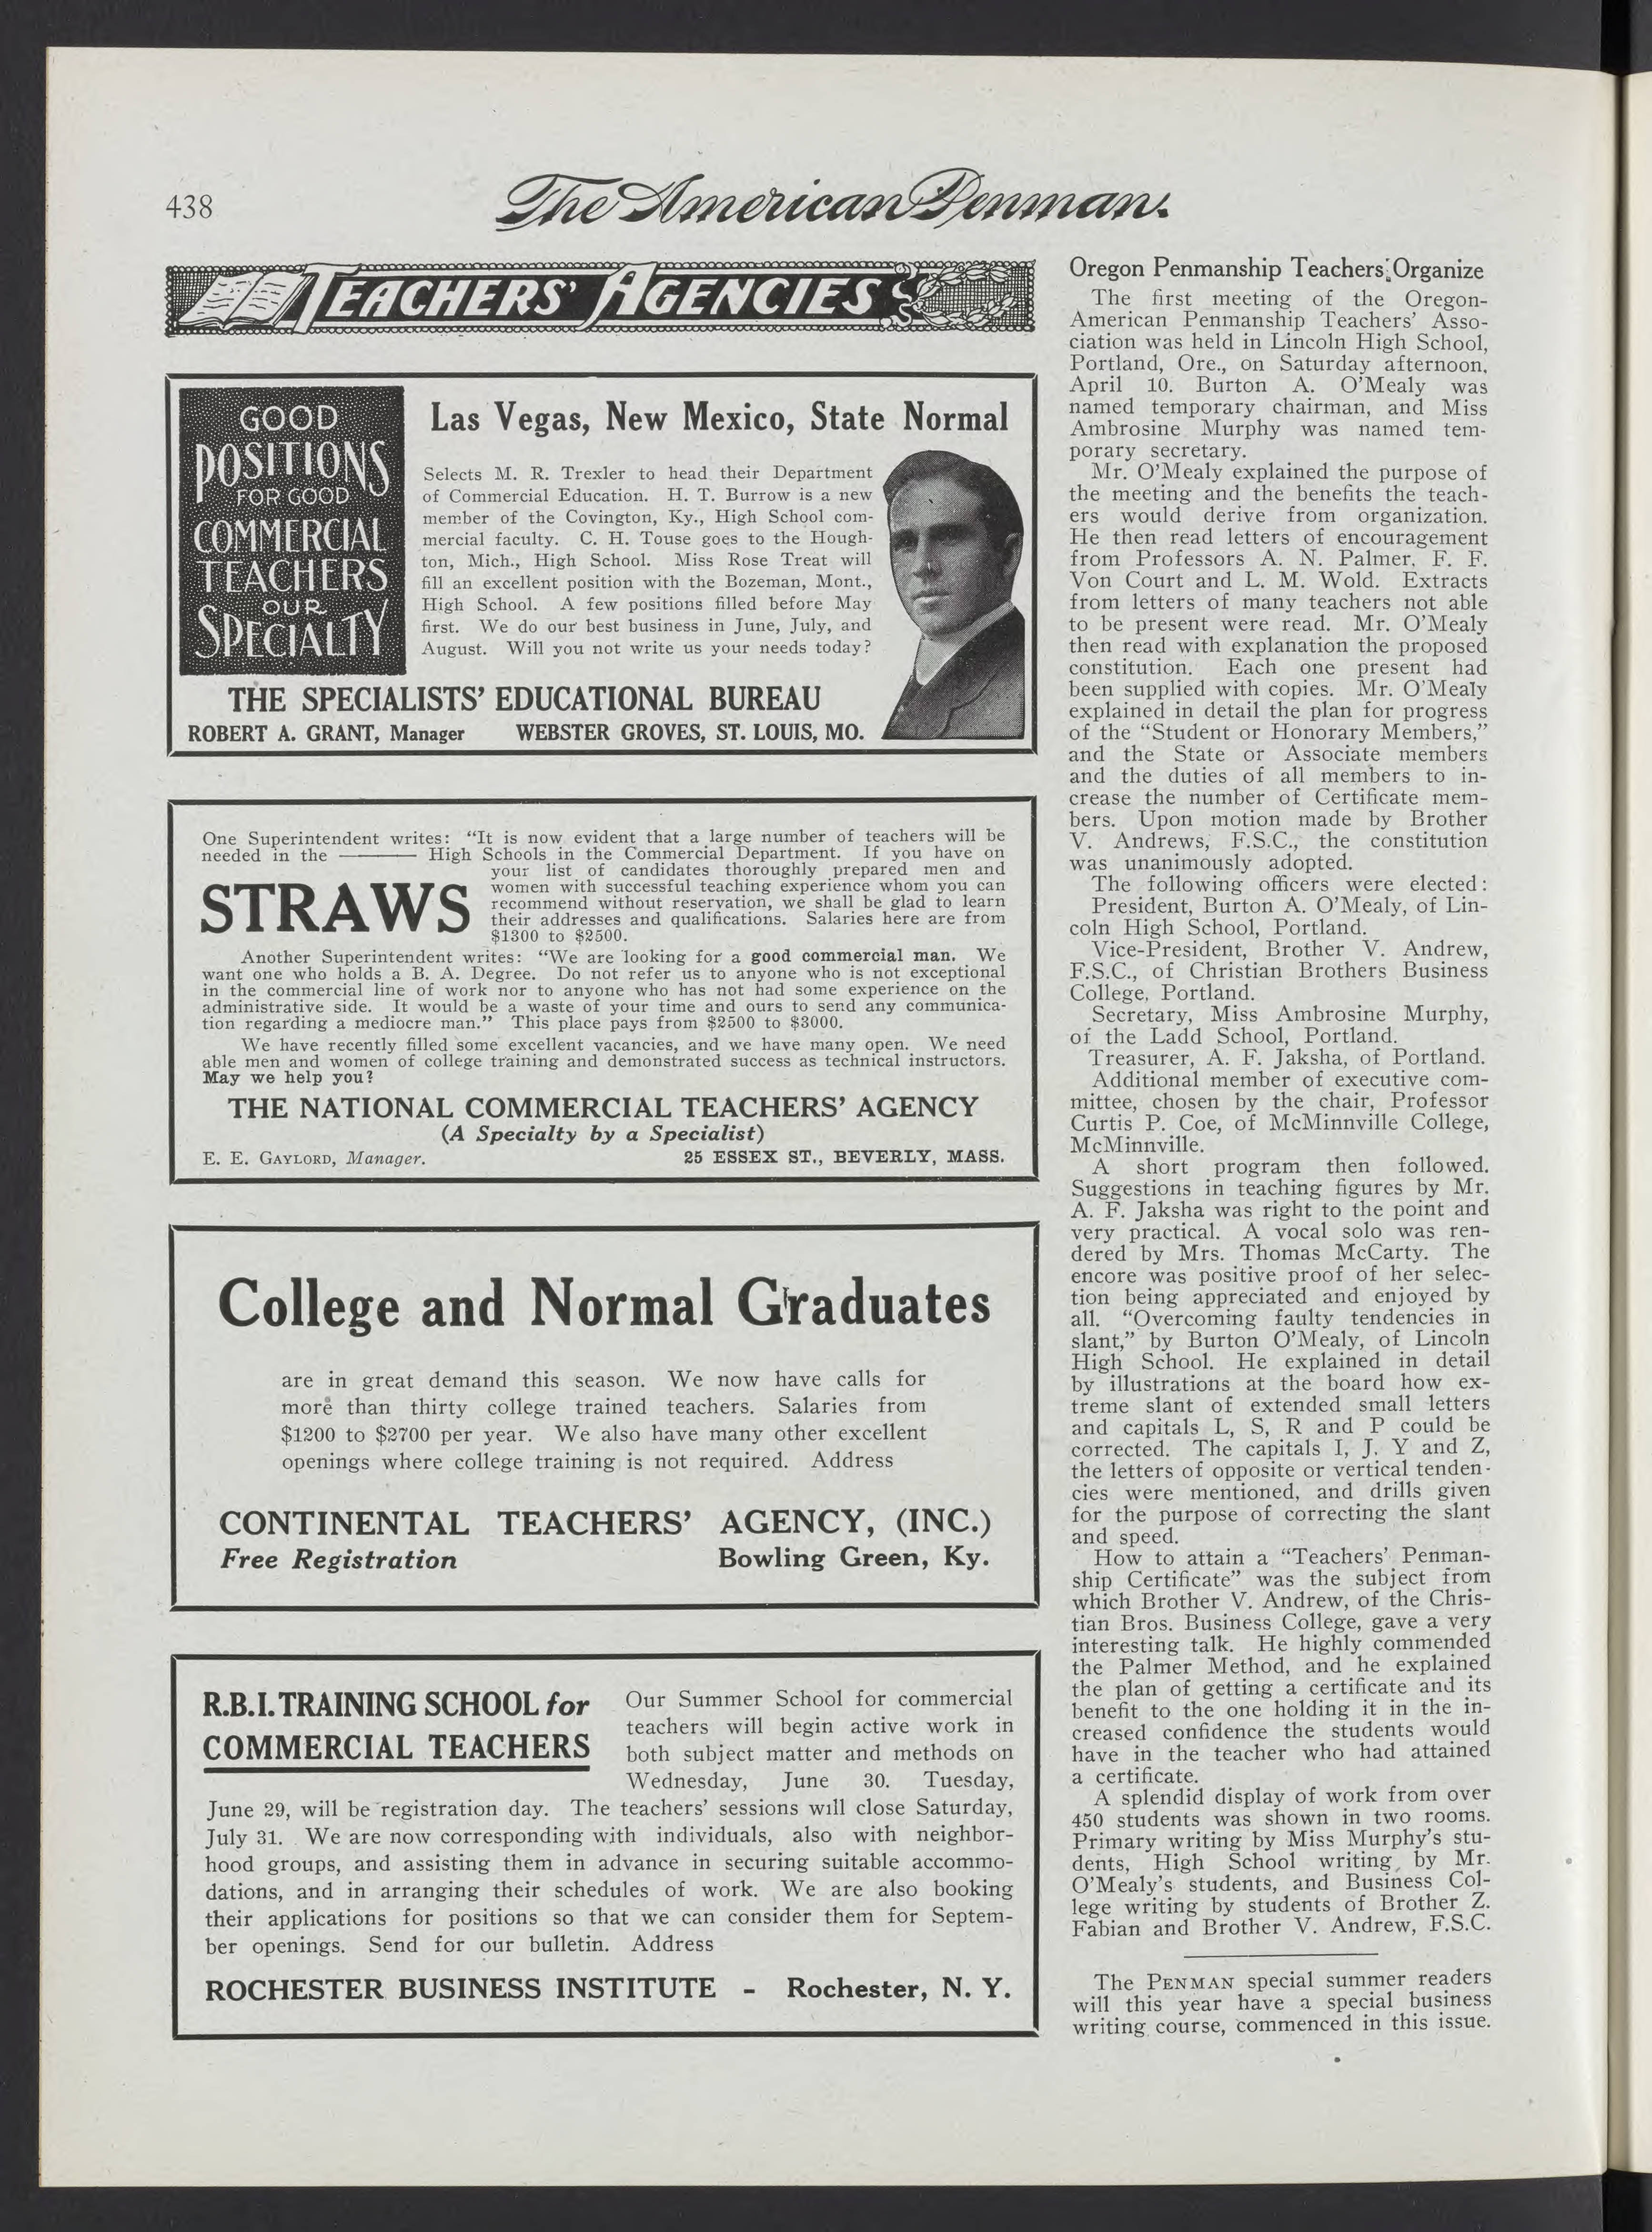 438
The American Penman.
TEACHERS' AGENCIES
GOOD
POSITIONS
FOR GOOD
COMMERCIAL
TEACHERS
OUR
SPECIALTY
Las Vegas, New Mexico, State Normal
Selects M. R. Trexler to head their Department
of Commercial Education. H. T. Burrow is a new
member of the Covington, Ky., High School com-
mercial faculty. C. H. Touse goes to the Hough-
ton, Mich., High School. Miss Rose Treat will
fill an excellent position with the Bozeman, Mont.,
High School. A few positions filled before May
first. We do our best business in June, July, and
August. Will you not write us your needs today?
THE SPECIALISTS' EDUCATIONAL BUREAU
ROBERT A. GRANT, Manager WEBSTER GROVES, ST. LOUIS, MO.
One Superintendent writes: “It is now evident that a large number of teachers will be
needed in the ——— High Schools in the Commercial Department. If you have on
your list of candidates thoroughly prepared men and
STRAWS
women with successful teaching experience whom you can
recommend without reservation, we shall be glad to learn
their addresses and qualifications. Salaries here are from
$1300 to $2500.
Another Superintendent writes: “We are looking for a good commercial man. We
want one who holds a B. A. Degree. Do not refer us to anyone who is not exceptional
in the commercial line of work nor to anyone who has not had some experience on the
administrative side. It would be a waste of your time and ours to send any communica-
tion regarding a mediocre man.” This place pays from $2500 to $3000.
We have recently filled some excellent vacancies, and we have many open. We need
able men and women of college training and demonstrated success as technical instructors.
May we help you?
THE NATIONAL COMMERCIAL TEACHERS' AGENCY
(A Specialty by a Specialist)
E. E. GAYLORD, Manager. 25 ESSEX ST., BEVERLY, MASS.
College and Normal Graduates
are in great demand this season. We now have calls for
more than thirty college trained teachers. Salaries from
$1200 to $2700 per year. We also have many other excellent
openings where college training is not required. Address
CONTINENTAL TEACHERS' AGENCY, (INC.)
Free Registration Bowling Green, Ky.
R.B.I. TRAINING SCHOOL for
COMMERCIAL TEACHERS
Our Summer School for commercial
teachers will begin active work in
both subject matter and methods on
Wednesday, June 30. Tuesday,
June 29, will be registration day. The teachers' sessions will close Saturday,
July 31. We are now corresponding with individuals, also with neighbor-
hood groups, and assisting them in advance in securing suitable accommo-
dations, and in arranging their schedules of work. We are also booking
their applications for positions so that we can consider them for Septem-
ber openings. Send for our bulletin. Address
ROCHESTER BUSINESS INSTITUTE - Rochester, N. Y.
Oregon Penmanship Teachers Organize
The first meeting of the Oregon-
American Penmanship Teachers' Asso-
ciation was held in Lincoln High School,
Portland, Ore., on Saturday afternoon,
April 10. Burton A. O'Mealy was
named temporary chairman, and Miss
Ambrosine Murphy was named tem-
porary secretary.
Mr. O'Mealy explained the purpose of
the meeting and the benefits the teach-
ers would derive from organization.
He then read letters of encouragement
from Professors A. N. Palmer, F. F.
Von Court and L. M. Wold. Extracts
from letters of many teachers not able
to be present were read. Mr. O'Mealy
then read with explanation the proposed
constitution. Each one present had
been supplied with copies. Mr. O'Mealy
explained in detail the plan for progress
of the “Student or Honorary Members,”
and the State or Associate members
and the duties of all members to in-
crease the number of Certificate mem-
bers. Upon motion made by Brother
V. Andrews, F.S.C., the constitution
was unanimously adopted.
The following officers were elected:
President, Burton A. O'Mealy, of Lin-
coln High School, Portland.
Vice-President, Brother V. Andrew,
F.S.C., of Christian Brothers Business
College, Portland.
Secretary, Miss Ambrosine Murphy,
of the Ladd School, Portland.
Treasurer, A. F. Jaksha, of Portland.
Additional member of executive com-
mittee, chosen by the chair, Professor
Curtis P. Coe, of McMinnville College,
McMinnville.
A short program then followed.
Suggestions in teaching figures by Mr.
A. F. Jaksha was right to the point and
very practical. A vocal solo was ren-
dered by Mrs. Thomas McCarty. The
encore was positive proof of her selec-
tion being appreciated and enjoyed by
all. “Overcoming faulty tendencies in
slant,” by Burton O'Mealy, of Lincoln
High School. He explained in detail
by illustrations at the board how ex-
treme slant of extended small letters
and capitals L, S, R and P could be
corrected. The capitals I, J. Y and Z,
the letters of opposite or vertical tenden-
cies were mentioned, and drills given
for the purpose of correcting the slant
and speed.
How to attain a “Teachers' Penman-
ship Certificate” was the subject from
which Brother V. Andrew, of the Chris-
tian Bros. Business College, gave a very
interesting talk. He highly commended
the Palmer Method, and he explained
the plan of getting a certificate and its
benefit to the one holding it in the in-
creased confidence the students would
have in the teacher who had attained
a certificate.
A splendid display of work from over
450 students was shown in two rooms.
Primary writing by Miss Murphy's stu-
dents, High School writing by Mr.
O'Mealy's students, and Business Col-
lege writing by students of Brother Z.
Fabian and Brother V. Andrew, F.S.C.
The PENMAN special summer readers
will this year have a special business
writing course, commenced in this issue.